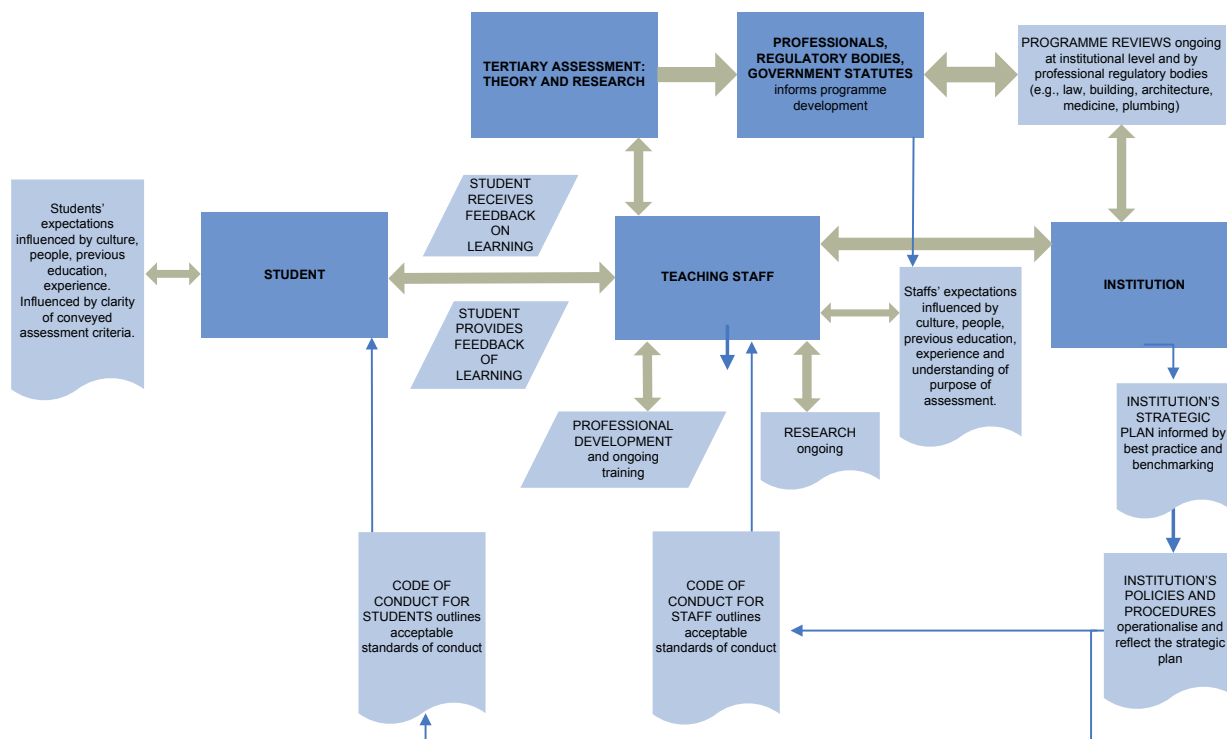 TERTIARY ASSESSMENT:
THEORY AND RESEARCH
PROFESSIONALS,
REGULATORY BODIES,
GOVERNMENT STATUTES
informs programme
development
PROGRAMME REVIEWS ongoing
at institutional level and by
professional regulatory bodies
(e.g., law, building, architecture,
medicine, plumbing)
Students’
expectations
influenced by culture,
people, previous
education,
experience.
Influenced by clarity
of conveyed
assessment criteria.
STUDENT
STUDENT
RECEIVES
FEEDBACK
ON
LEARNING
STUDENT
PROVIDES
FEEDBACK
OF
LEARNING
TEACHING STAFF
Staffs’ expectations
influenced by
culture, people,
previous education,
experience and
understanding of
purpose of
assessment.
INSTITUTION
PROFESSIONAL
DEVELOPMENT
and ongoing
training
RESEARCH
ongoing
INSTITUTION’S
STRATEGIC
PLAN informed by
best practice and
benchmarking
CODE OF
CONDUCT FOR
STUDENTS outlines
acceptable
standards of conduct
CODE OF
CONDUCT FOR
STAFF outlines
acceptable
standards of conduct
INSTITUTION’S
POLICIES AND
PROCEDURES
operationalise and
reflect the strategic
plan